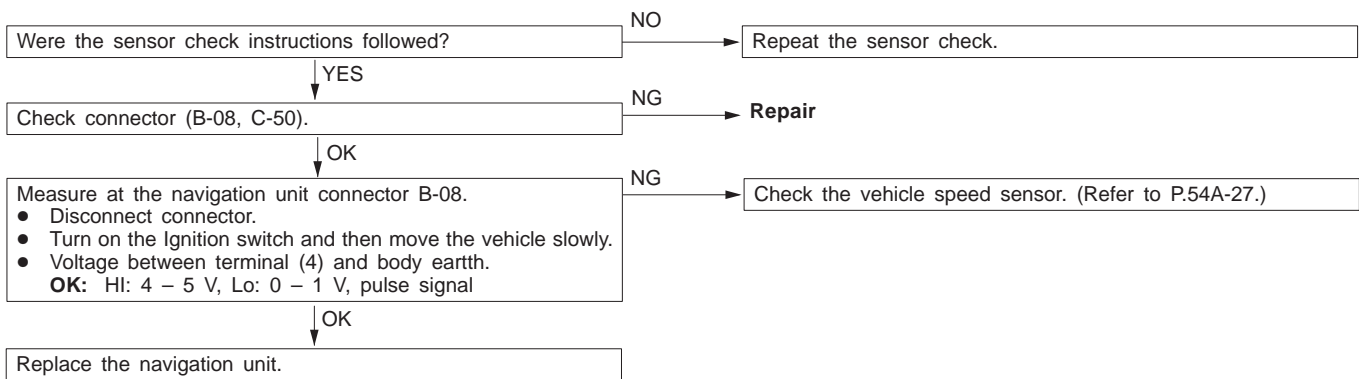 NO
Were the sensor check instructions followed?
Repeat the sensor check.
YES
NG
Check connector (B-08, C-50).
Repair
OK
NG
Measure at the navigation unit connector B-08.
Check the vehicle speed sensor. (Refer to P.54A-27.)
● Disconnect connector.
● Turn on the Ignition switch and then move the vehicle slowly.
● Voltage between terminal (4) and body eartth.
OK: HI: 4 – 5 V, Lo: 0 – 1 V, pulse signal
OK
Replace the navigation unit.